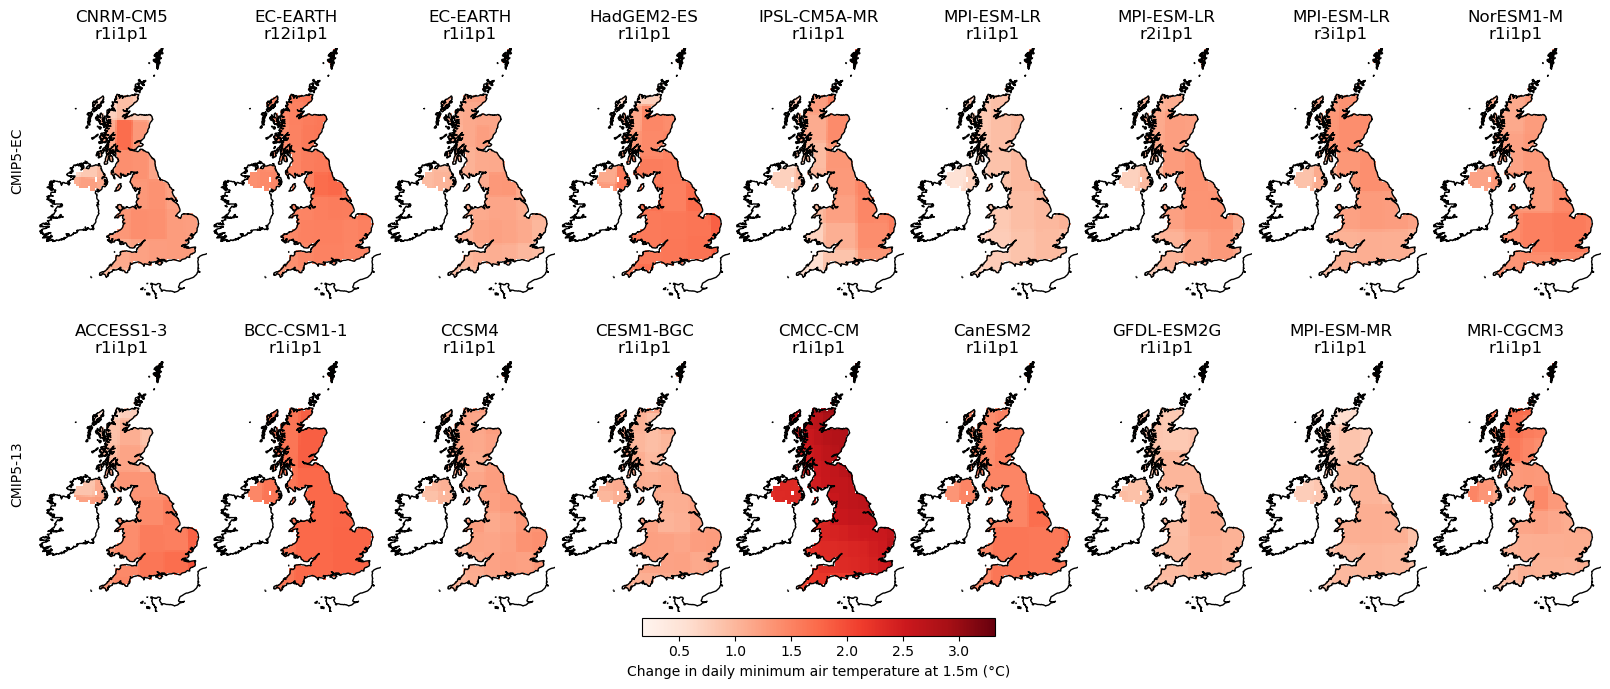 CNRM-CM5
r1i1p1
EC-EARTH
r12i1p1
EC-EARTH
r1i1p1
HadGEM2-ES
r1i1p1
IPSL-CM5A-MR
r1i1p1
MPI-ESM-LR
r1i1p1
MPI-ESM-LR
r2i1p1
MPI-ESM-LR
r3i1p1
NorESM1-M
r1i1p1
CMIP5-EC
ACCESS1-3
r1i1p1
BCC-CSM1-1
r1i1p1
CCSM4
r1i1p1
CESM1-BGC
r1i1p1
CMCC-CM
r1i1p1
CanESM2
r1i1p1
GFDL-ESM2G
r1i1p1
MPI-ESM-MR
r1i1p1
MRI-CGCM3
r1i1p1
CMIP5-13
0.5 1.0 1.5 2.0 2.5 3.0
Change in daily minimum air temperature at 1.5m (°C)